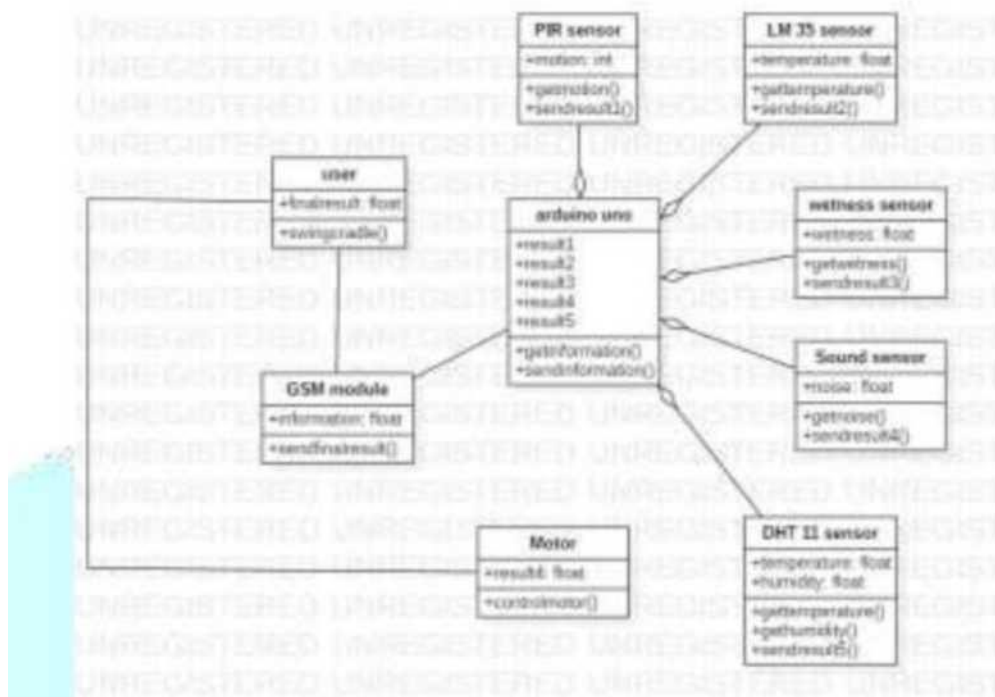 PIR sensor
+motion: int
+getmotion()
+sendresult1()
LM 35 sensor
+temperature: float
+gettemperature()
+sendresult2()
user
+finalresult: float
+swingcradle()
arduino uno
+result1
+result2
+result3
+result4
+result5
+getinformation()
+sendinformation()
wetness sensor
+wetness: float
+getwetness()
+sendresult3()
Sound sensor
+noise: float
+getnoise()
+sendresult4()
GSM module
+information: float
+sendfinalresult()
Motor
+result6: float
+controlmotor()
DHT 11 sensor
+temperature: float
+humidity: float
+gettemperature()
+gethumidity()
+sendresult5()
UNREGISTERED